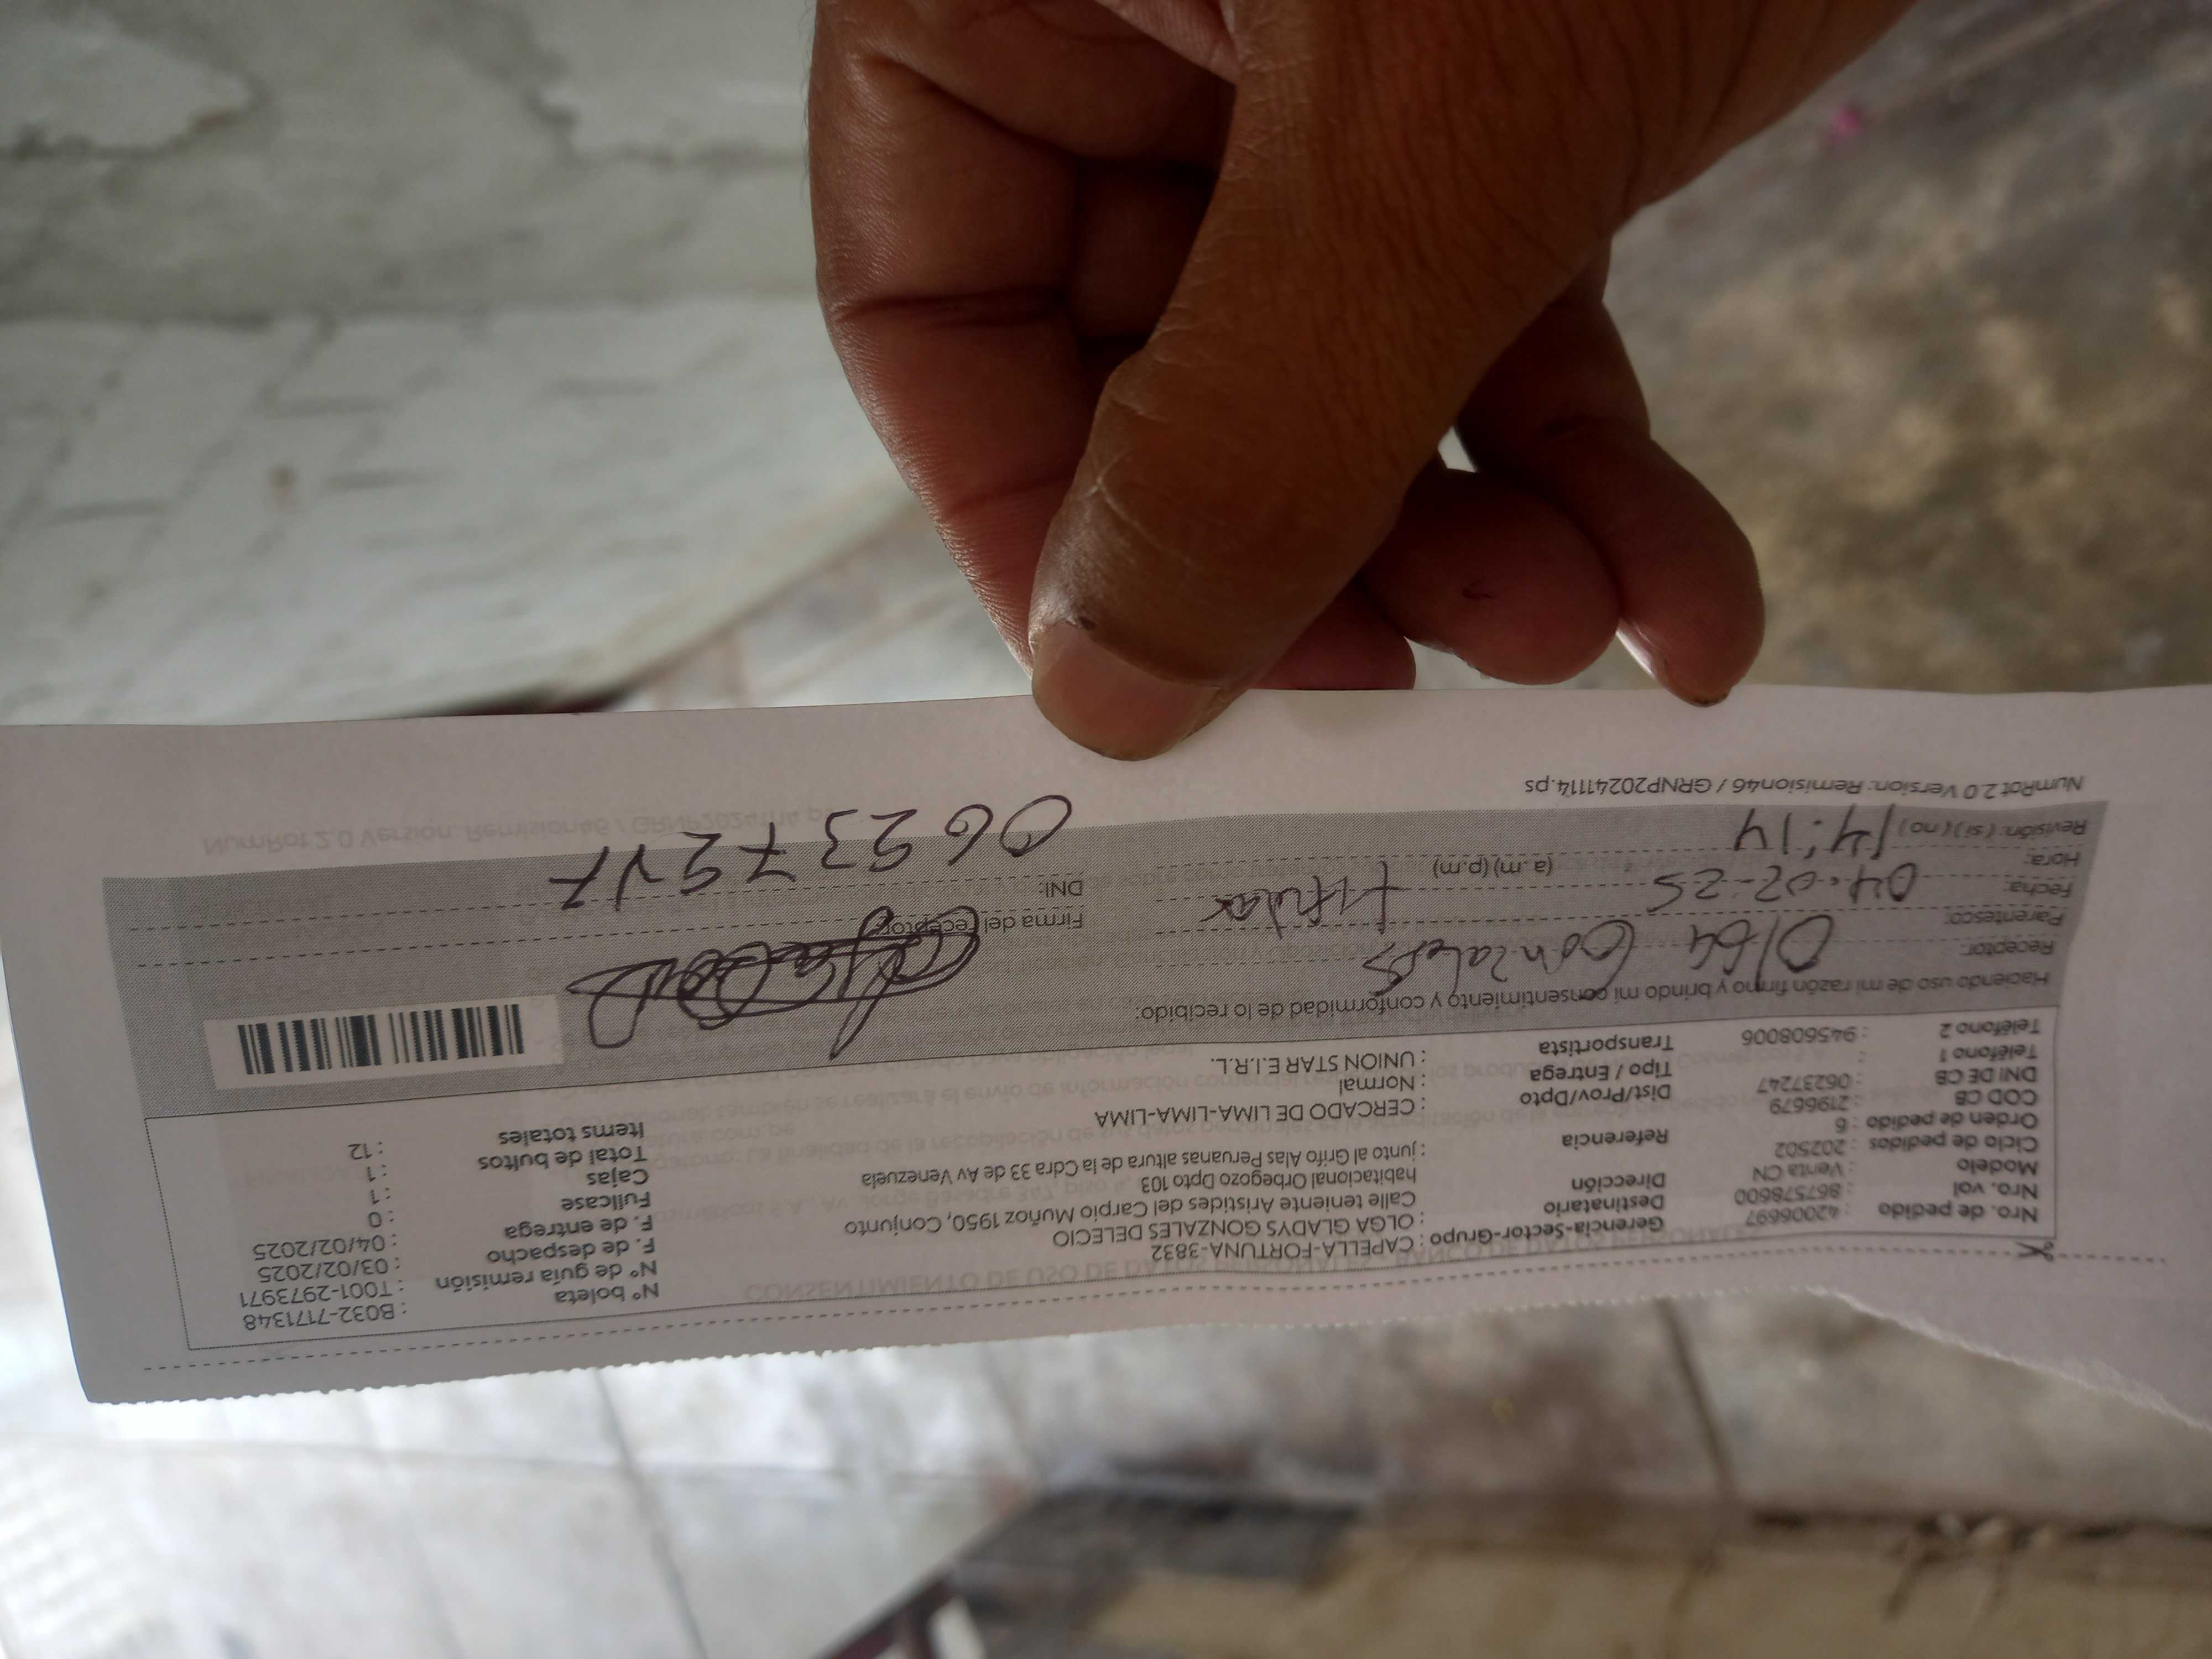 Nº boleta : B032-7171348
Nº de guía remisión : T001-2973971
F. de despacho : 03/02/2025
F. de entrega : 04/02/2025
Fullcase : 0
Cajas : 1
Total de bultos : 1
Items totales : 12
Gerencia-Sector-Grupo : CAPELLA-FORTUNA-3832
Destinatario : OLGA GLADYS GONZALES DELECIO
Dirección : Calle teniente Aristides del Carpio Muñoz 1950, Conjunto
habitacional Orbegozo Dpto 103
Referencia : junto al Grifo Alas Peruanas altura de la Cdra 33 de Av Venezuela
Dist/Prov/Dpto : CERCADO DE LIMA-LIMA-LIMA
Tipo / Entrega : Normal
Transportista : UNION STAR E.I.R.L.
Nro. de pedido : 42006697
Nro. val : 867578600
Modelo : Venta CN
Ciclo de pedidos : 202502
Orden de pedido : 6
COD CB : 2196679
DNI DE CB : 06237247
Teléfono 1 :
Teléfono 2 : 945608006
Haciendo uso de mi razón firmo y brindo mi consentimiento y conformidad de lo recibido:
Receptor: Olga Gonzales
Parentesco: titular
Fecha: 04-02-25
Hora: 14:14 (a.m) (p.m)
Revisión: (si) (no)
Firma del receptor:
DNI:
NumRot 2.0 Version: Remision46 / GRNP20241114.ps